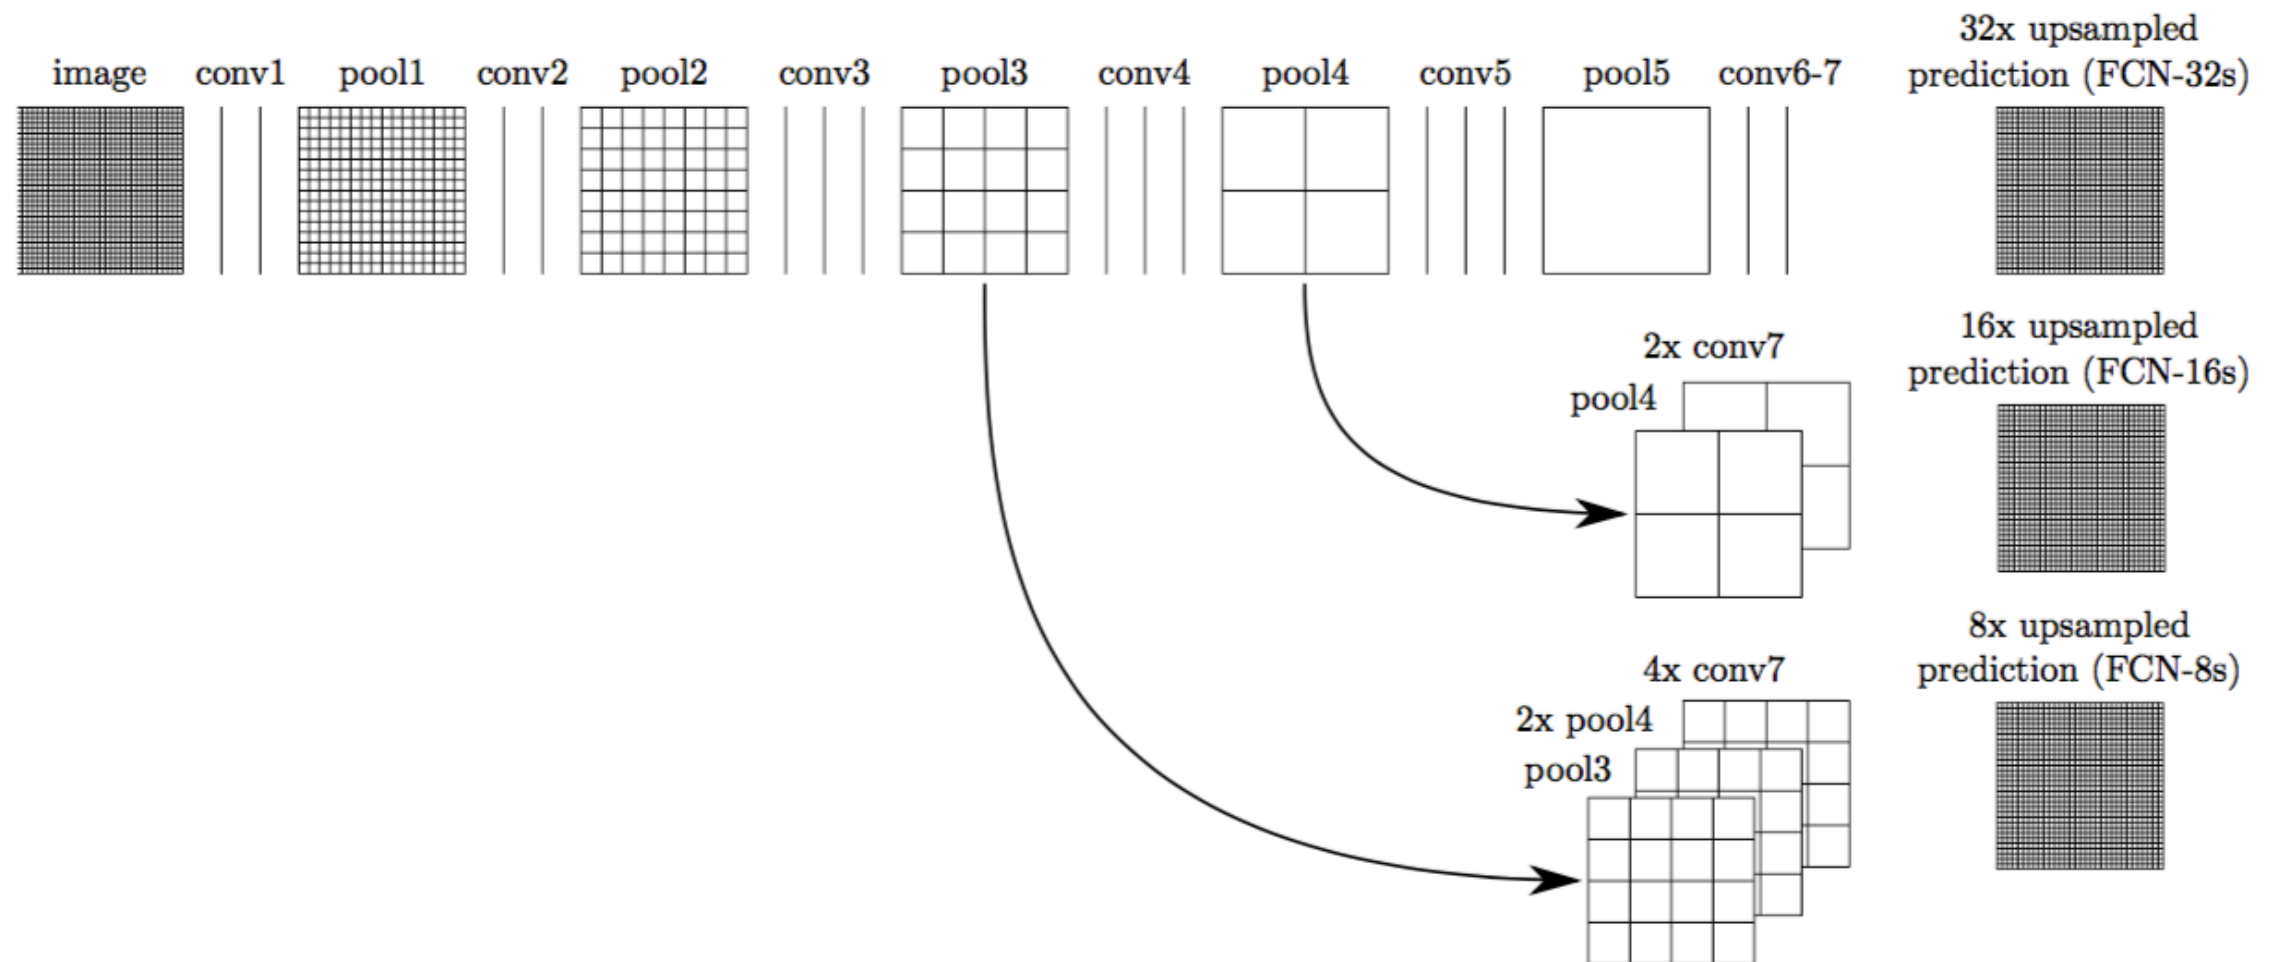 image
conv1
pool1
conv2
pool2
conv3
pool3
conv4
pool4
conv5
pool5
conv6-7
32x upsampled
prediction (FCN-32s)
2x conv7
pool4
16x upsampled
prediction (FCN-16s)
4x conv7
2x pool4
pool3
8x upsampled
prediction (FCN-8s)